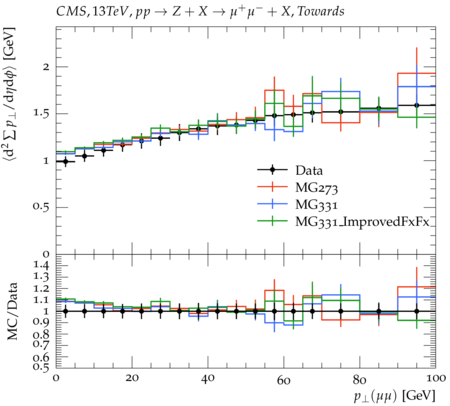 CMS, 13TeV, pp → Z + X → μ⁺μ⁻ + X, Towards
⟨d² ∑ p⊥ /dηdϕ⟩ [GeV]
2
1.5
1
0.5
0
Data
MG273
MG331
MG331_ImprovedFxFx
MC/Data
1.4
1.3
1.2
1.1
1
0.9
0.8
0.7
0.6
0.5
0 20 40 60 80 100
p⊥(μμ) [GeV]